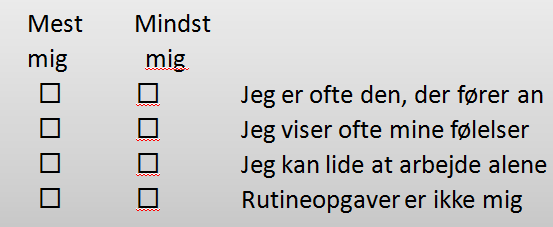 Mest Mindst
mig mig
☐ ☐ Jeg er ofte den, der fører an
☐ ☐ Jeg viser ofte mine følelser
☐ ☐ Jeg kan lide at arbejde alene
☐ ☐ Rutineopgaver er ikke mig